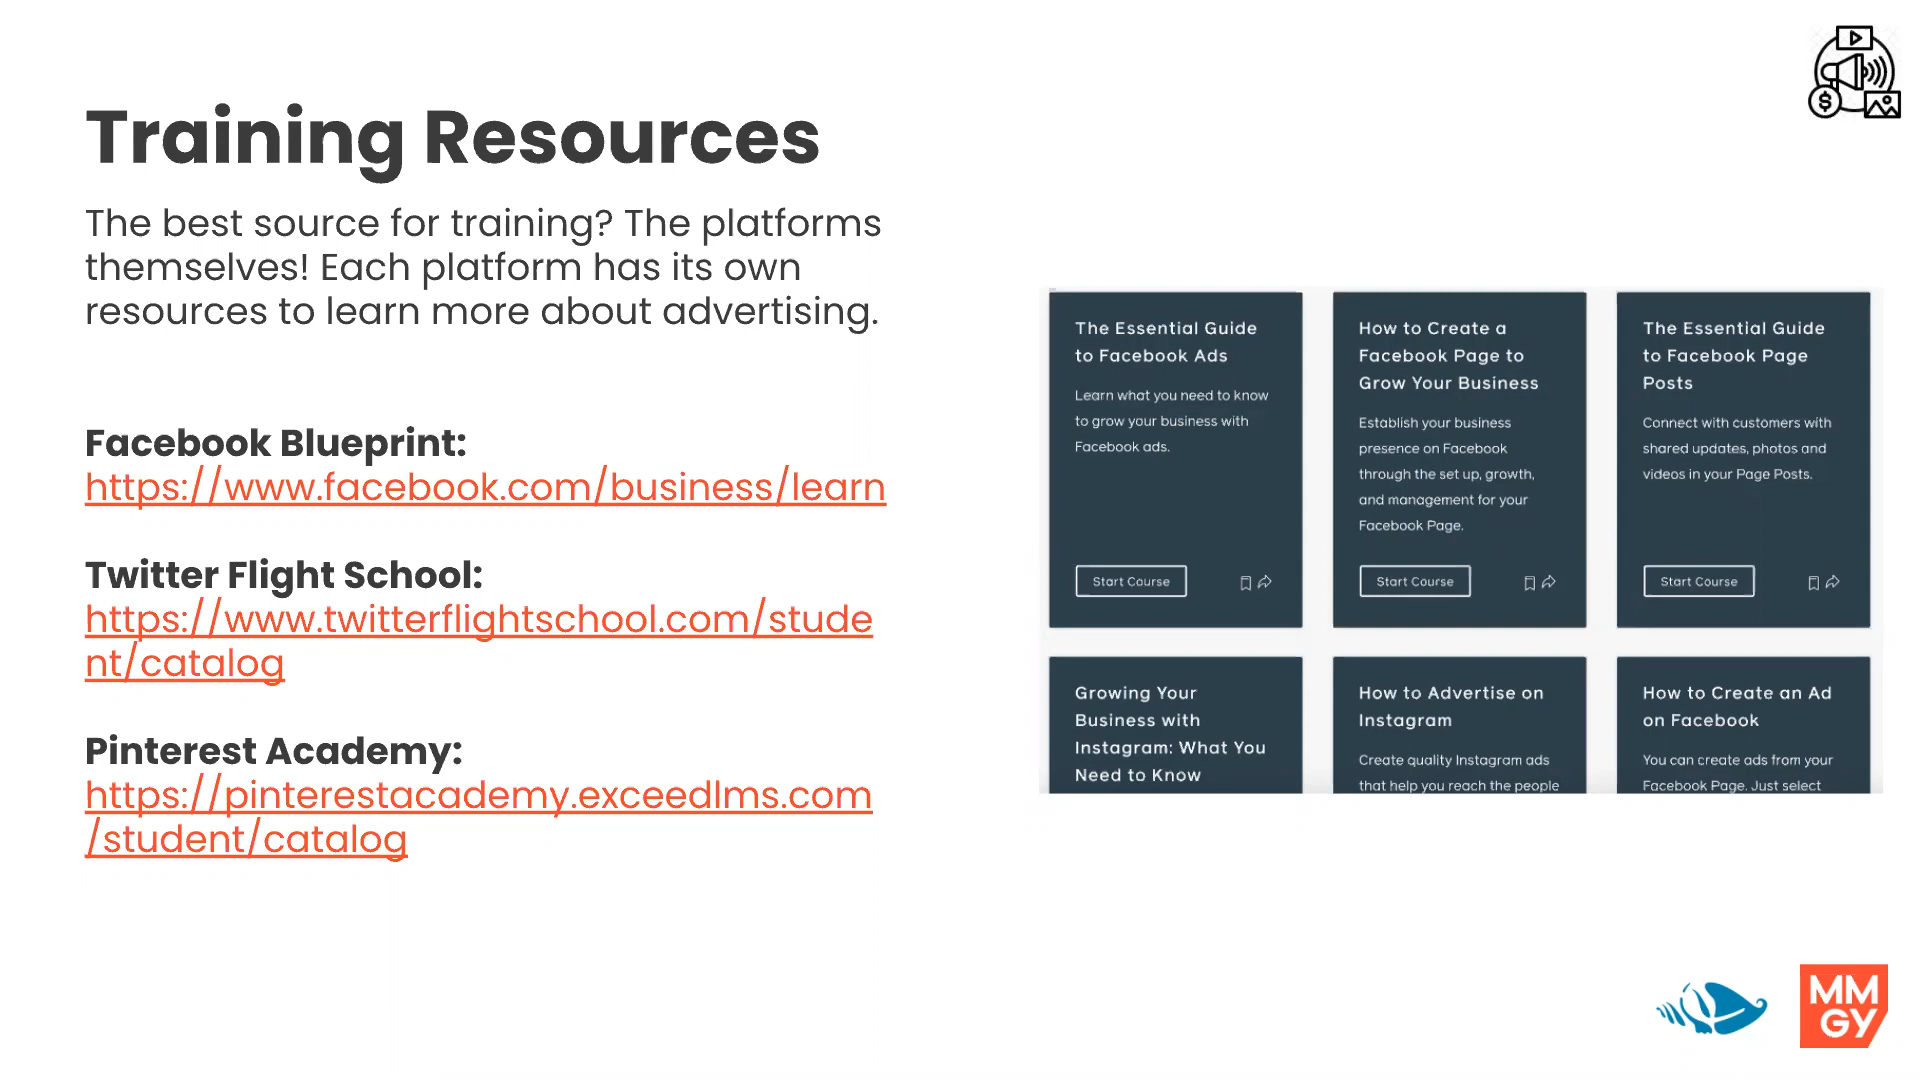 Training Resources
The best source for training? The platforms
themselves! Each platform has its own
resources to learn more about advertising.
Facebook Blueprint:
https://www.facebook.com/business/learn
Twitter Flight School:
https://www.twitterflightschool.com/stude
nt/catalog
Pinterest Academy:
https://pinterestacademy.exceedlms.com
/student/catalog
The Essential Guide
to Facebook Ads
Learn what you need to know
to grow your business with
Facebook ads.
Start Course
How to Create a
Facebook Page to
Grow Your Business
Establish your business
presence on Facebook
through the set up, growth,
and management for your
Facebook Page.
Start Course
The Essential Guide
to Facebook Page
Posts
Connect with customers with
shared updates, photos and
videos in your Page Posts.
Start Course
Growing Your
Business with
Instagram: What You
Need to Know
How to Advertise on
Instagram
Create quality Instagram ads
that help you reach the people
How to Create an Ad
on Facebook
You can create ads from your
Facebook Page. Just select
$
MM
GY